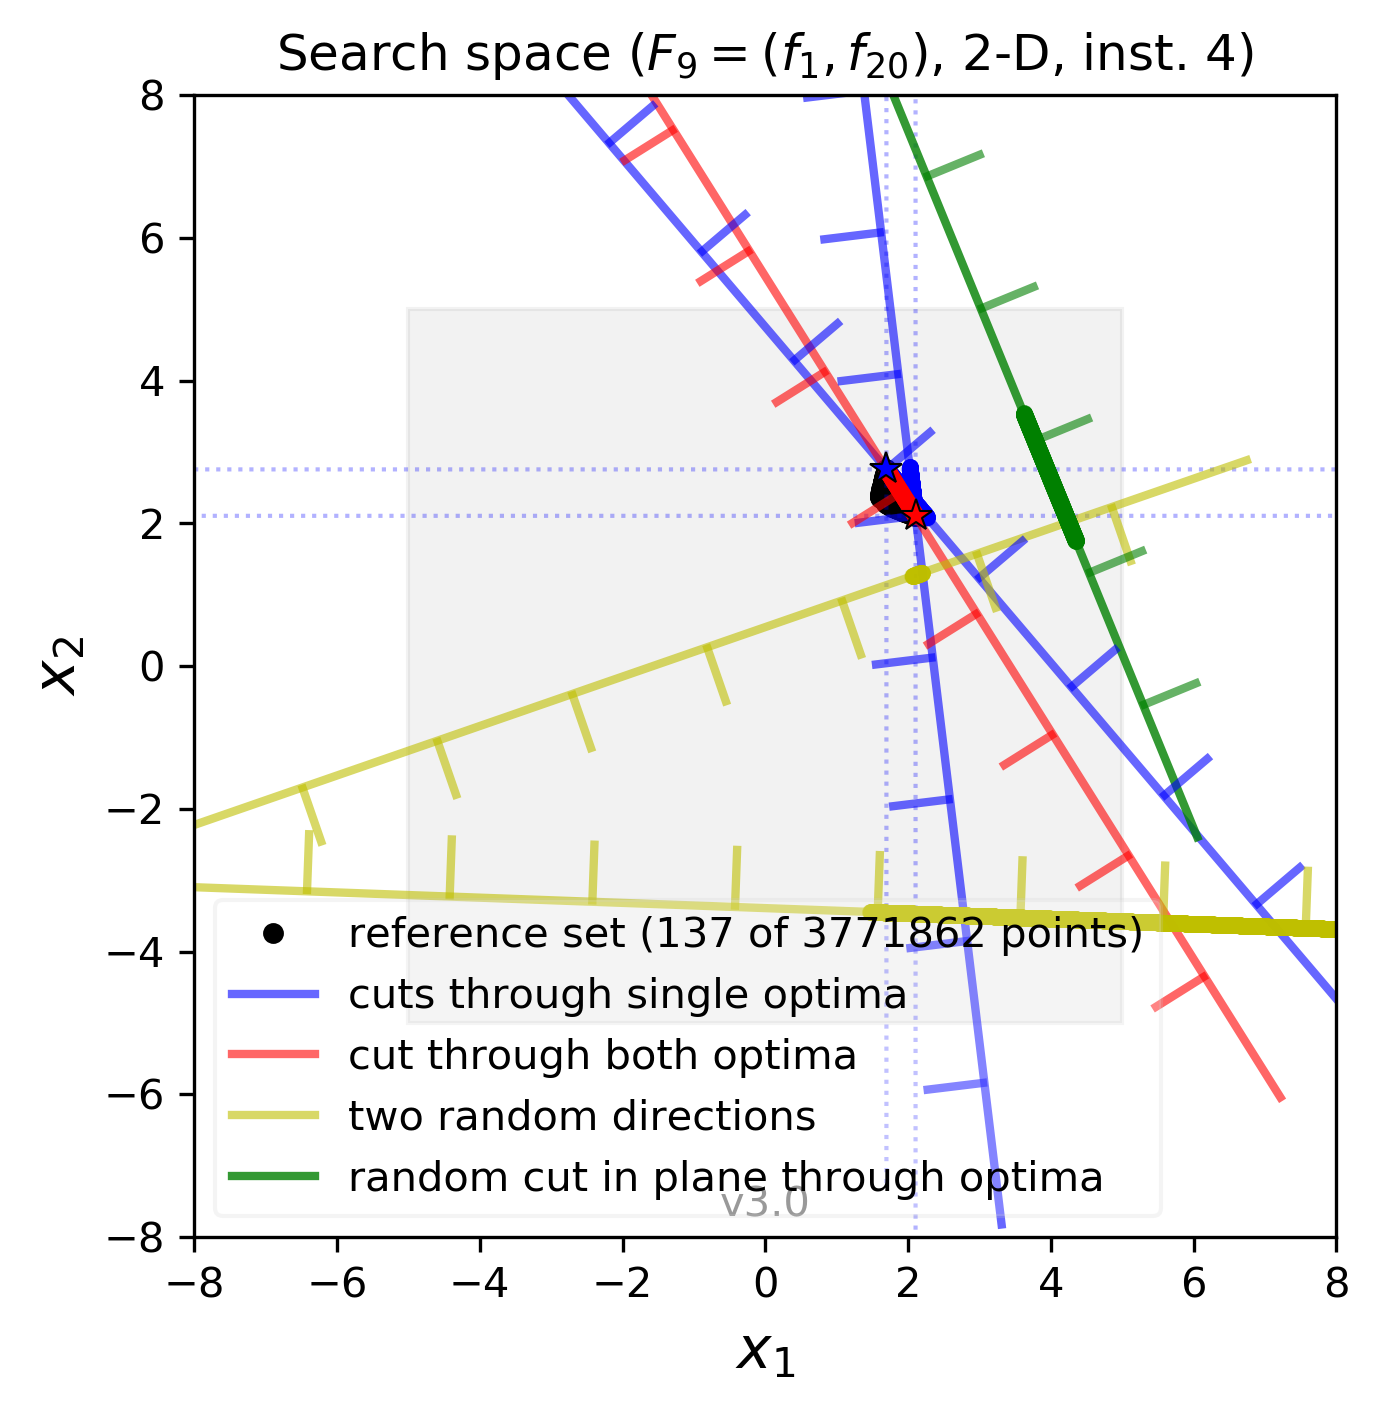 Search space (F₉ = (f₁, f₂₀), 2-D, inst. 4)
8
6
4
2
0
−2
−4
−6
−8
x₂
reference set (137 of 3771862 points)
cuts through single optima
cut through both optima
two random directions
random cut in plane through optima
v3.0
−8 −6 −4 −2 0 2 4 6 8
x₁